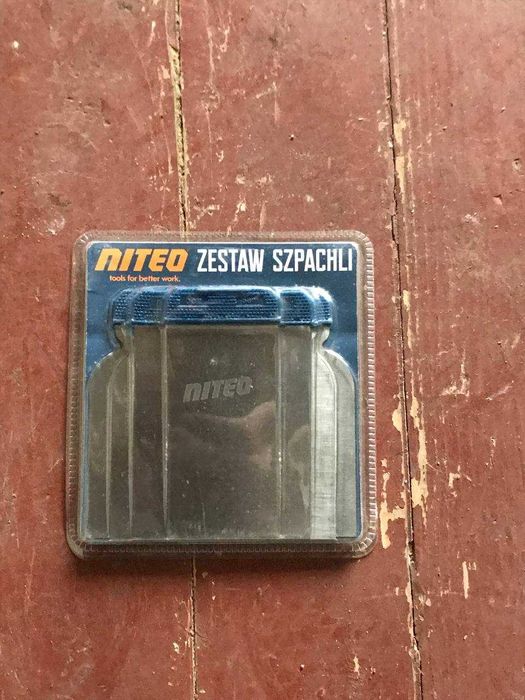 NITEO ZESTAW SZPACHLI
tools for better work.
NITEO